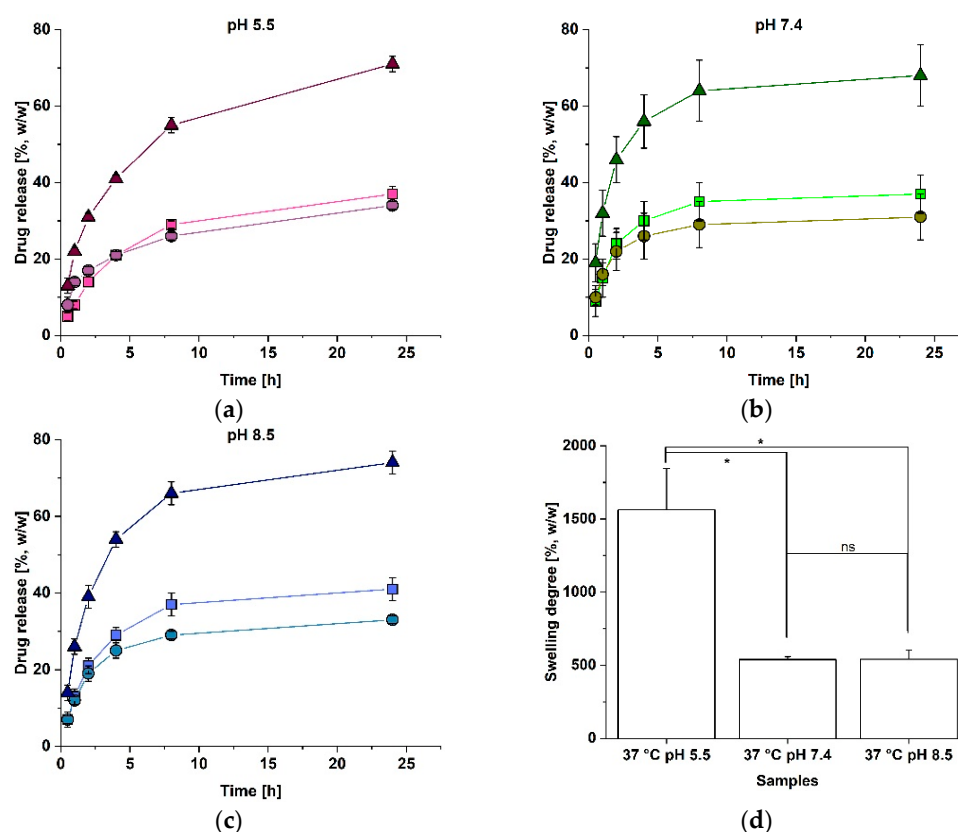 pH 5.5
Drug release [%, w/w]
80
60
40
20
0
0 5 10 15 20 25
Time [h]
(a)
pH 7.4
Drug release [%, w/w]
80
60
40
20
0
0 5 10 15 20 25
Time [h]
(b)
pH 8.5
Drug release [%, w/w]
80
60
40
20
0
0 5 10 15 20 25
Time [h]
(c)
Swelling degree [%, w/w]
2000
1500
1000
500
0
*
*
ns
37 °C pH 5.5 37 °C pH 7.4 37 °C pH 8.5
Samples
(d)